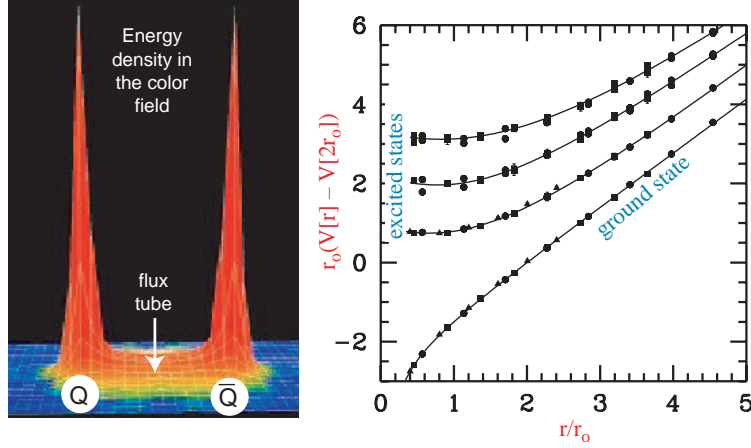 Energy
density in
the color
field
flux
tube
Q
Q̅
r₀(V[r] − V[2r₀])
6
4
2
0
−2
excited states
ground state
0
1
2
3
4
5
r/r₀